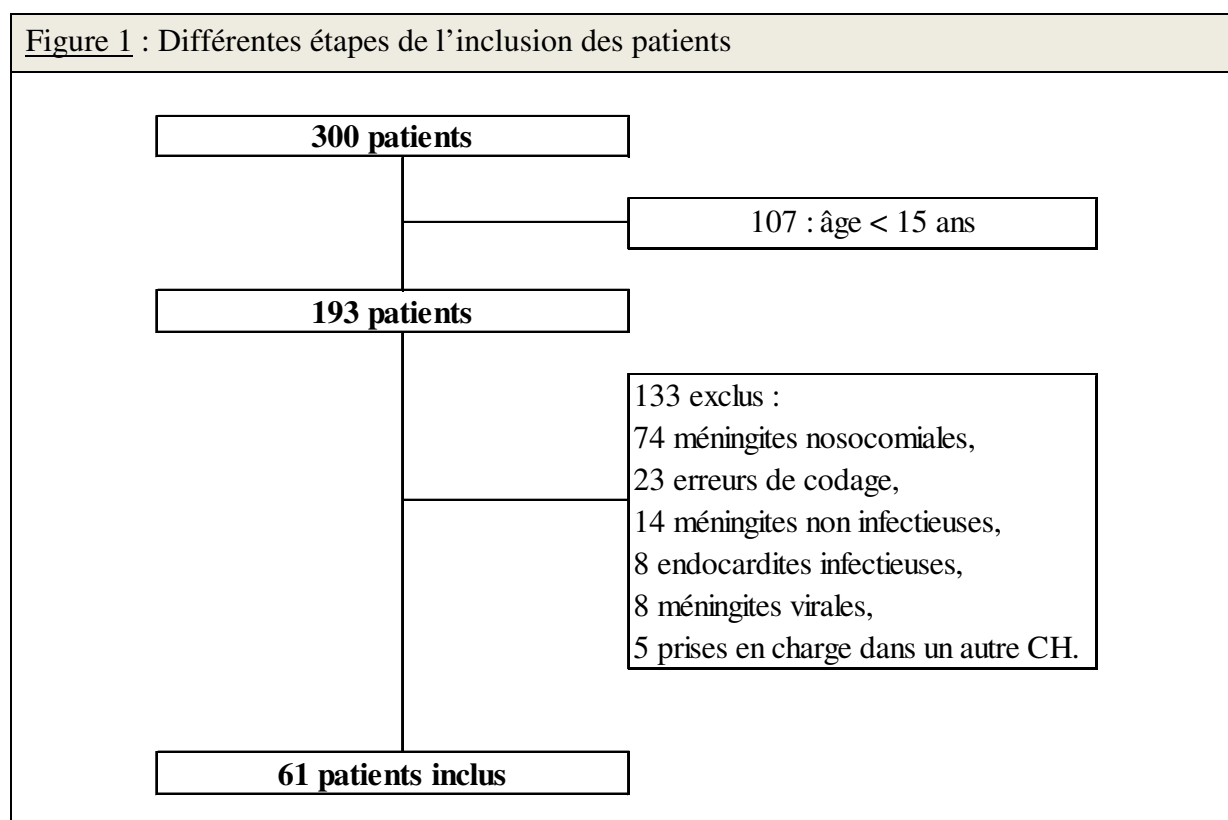 Figure 1 : Différentes étapes de l'inclusion des patients
300 patients
107 : âge < 15 ans
193 patients
133 exclus :
74 méningites nosocomiales,
23 erreurs de codage,
14 méningites non infectieuses,
8 endocardites infectieuses,
8 méningites virales,
5 prises en charge dans un autre CH.
61 patients inclus